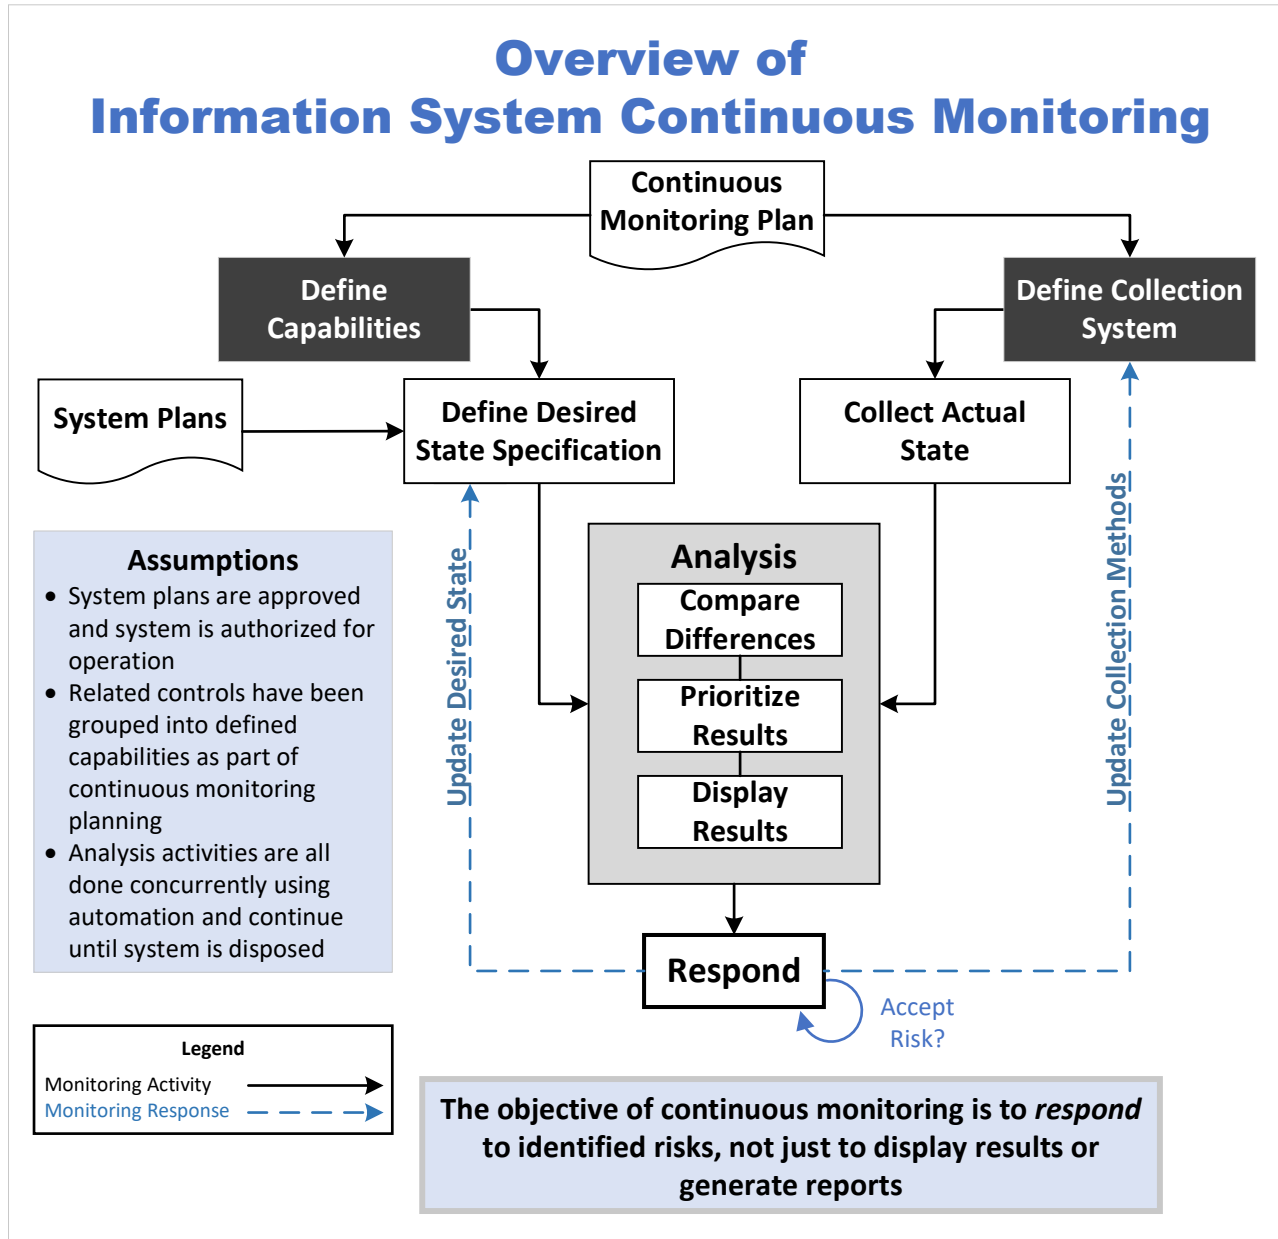 Overview of
Information System Continuous Monitoring
Continuous
Monitoring Plan
Define
Capabilities
Define Collection
System
System Plans
Define Desired
State Specification
Collect Actual
State
Assumptions
• System plans are approved
and system is authorized for
operation
• Related controls have been
grouped into defined
capabilities as part of
continuous monitoring
planning
• Analysis activities are all
done concurrently using
automation and continue
until system is disposed
Update Desired State
Analysis
Compare
Differences
Prioritize
Results
Display
Results
Update Collection Methods
Respond
Accept
Risk?
Legend
Monitoring Activity
Monitoring Response
The objective of continuous monitoring is to respond
to identified risks, not just to display results or
generate reports